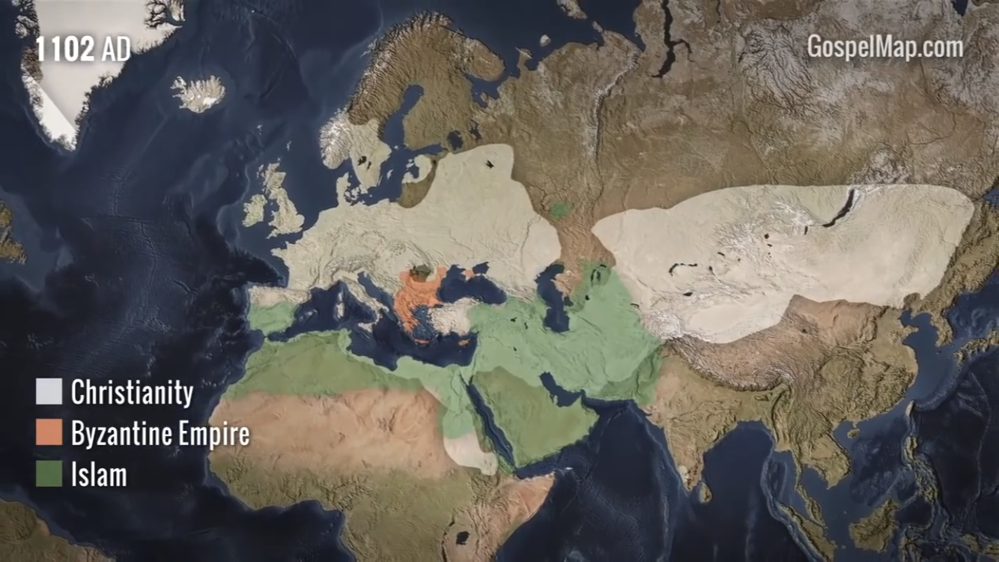 1102 AD
GospelMap.com
Christianity
Byzantine Empire
Islam